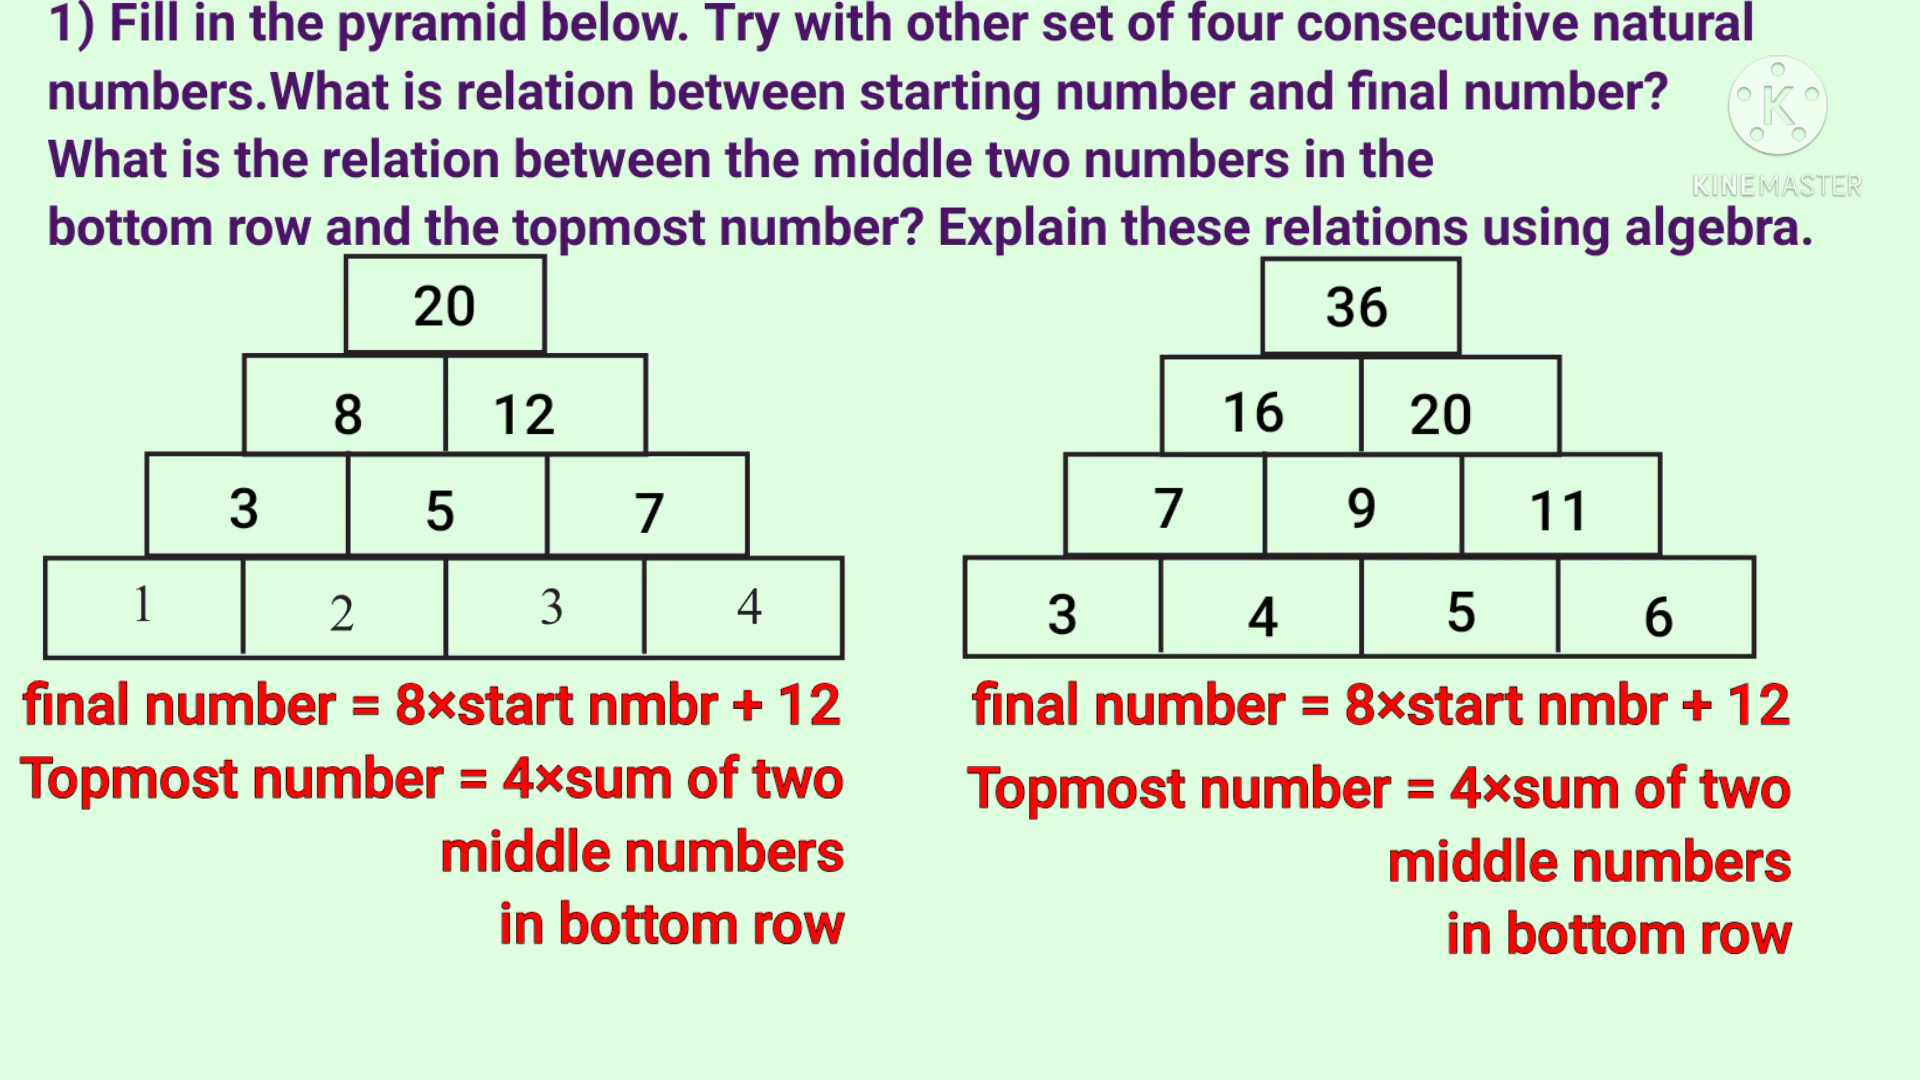 1) Fill in the pyramid below. Try with other set of four consecutive natural
numbers.What is relation between starting number and final number?
What is the relation between the middle two numbers in the
bottom row and the topmost number? Explain these relations using algebra.
K
KINEMASTER
20
8 12
3 5 7
1 2 3 4
final number = 8×start nmbr + 12
Topmost number = 4×sum of two
middle numbers
in bottom row
36
16 20
7 9 11
3 4 5 6
final number = 8×start nmbr + 12
Topmost number = 4×sum of two
middle numbers
in bottom row